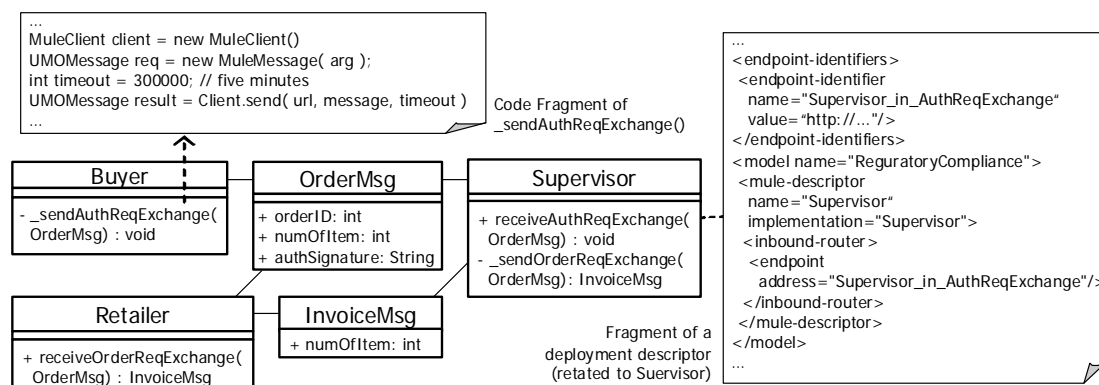 ...
MuleClient client = new MuleClient()
UMOMessage req = new MuleMessage( arg );
int timeout = 300000; // five minutes
UMOMessage result = Client.send( url, message, timeout )
...
Code Fragment of
_sendAuthReqExchange()
Buyer
- _sendAuthReqExchange(
OrderMsg) : void
OrderMsg
+ orderID: int
+ numOfItem: int
+ authSignature: String
Supervisor
+ receiveAuthReqExchange(
OrderMsg) : void
- _sendOrderReqExchange(
OrderMsg): InvoiceMsg
Retailer
+ receiveOrderReqExchange(
OrderMsg) : InvoiceMsg
InvoiceMsg
+ numOfItem: int
Fragment of a
deployment descriptor
(retated to Suervisor)
...
<endpoint-identifiers>
<endpoint-identifier
name="Supervisor_in_AuthReqExchange“
value=“http://..."/>
</endpoint-identifiers>
<model name="ReguratoryCompliance">
<mule-descriptor
name="Supervisor“
implementation="Supervisor">
<inbound-router>
<endpoint
address="Supervisor_in_AuthReqExchange"/>
</inbound-router>
</mule-descriptor>
</model>
...